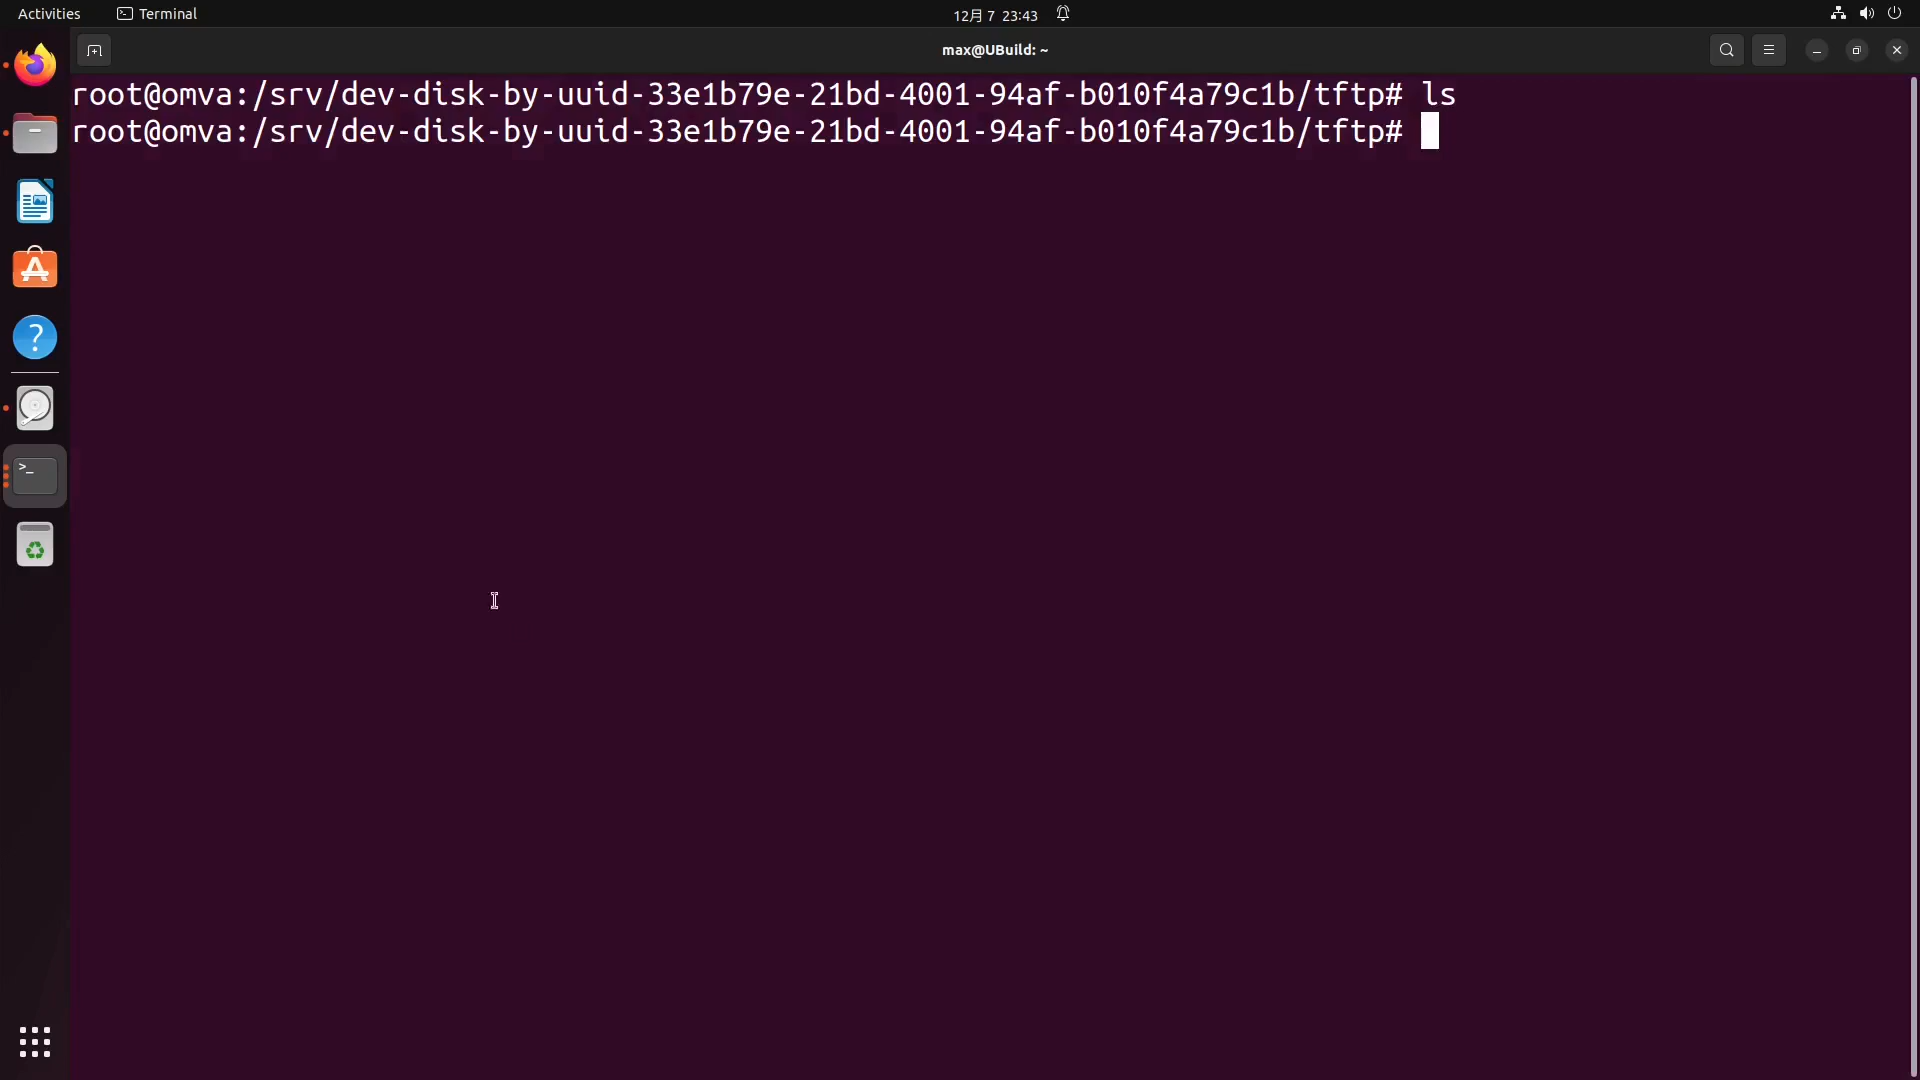 Activities
Terminal
12月 7 23:43
max@UBuild: ~
root@omva:/srv/dev-disk-by-uuid-33e1b79e-21bd-4001-94af-b010f4a79c1b/tftp# ls
root@omva:/srv/dev-disk-by-uuid-33e1b79e-21bd-4001-94af-b010f4a79c1b/tftp#